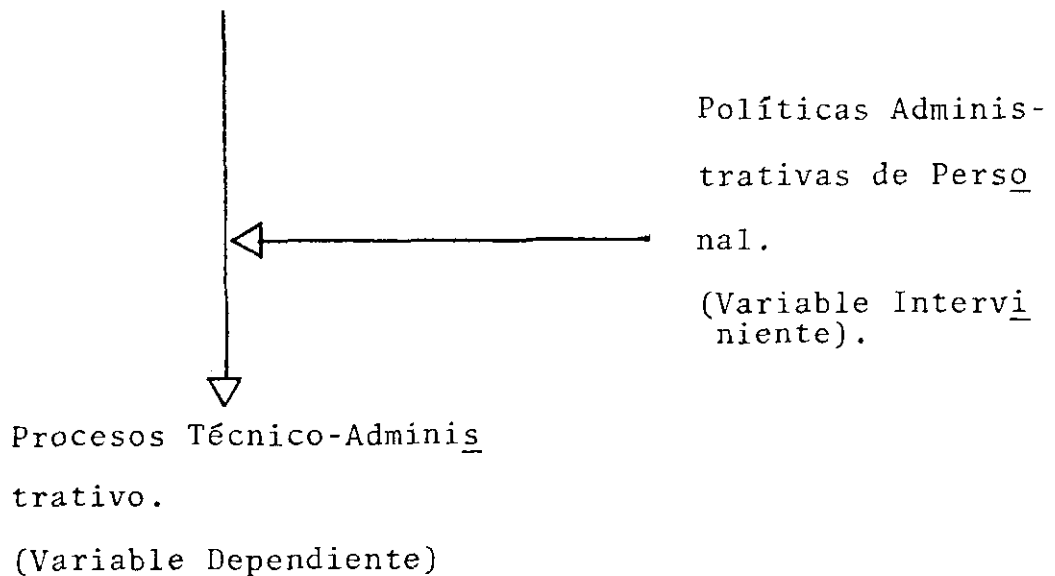 Políticas Adminis-
trativas de Perso
nal.
(Variable Intervi
niente).
Procesos Técnico-Adminis
trativo.
(Variable Dependiente)